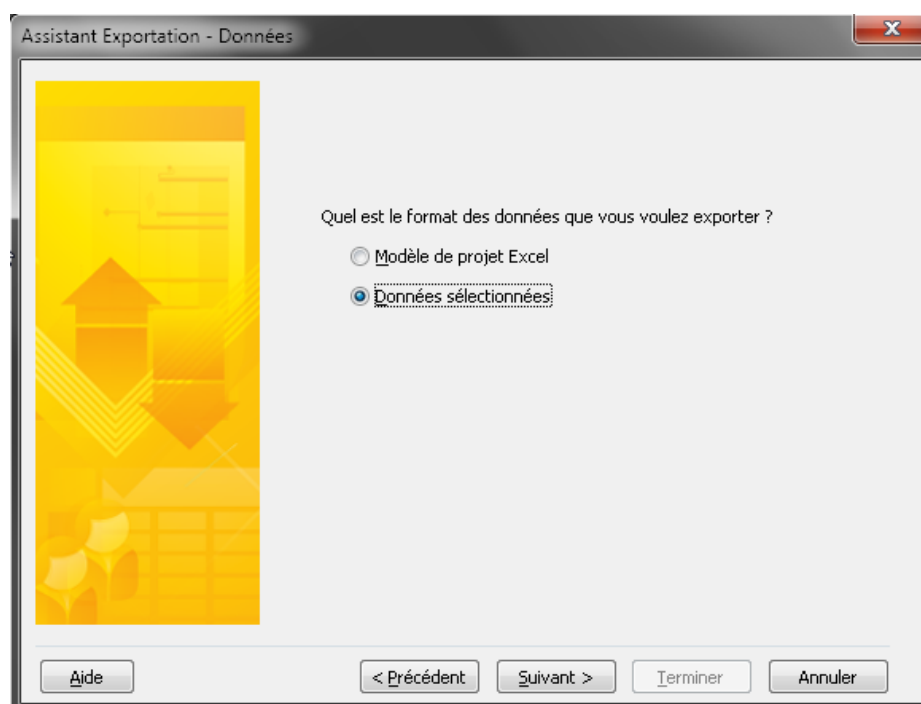 Assistant Exportation - Données
Quel est le format des données que vous voulez exporter ?
Modèle de projet Excel
Données sélectionnées
Aide
< Précédent
Suivant >
Terminer
Annuler